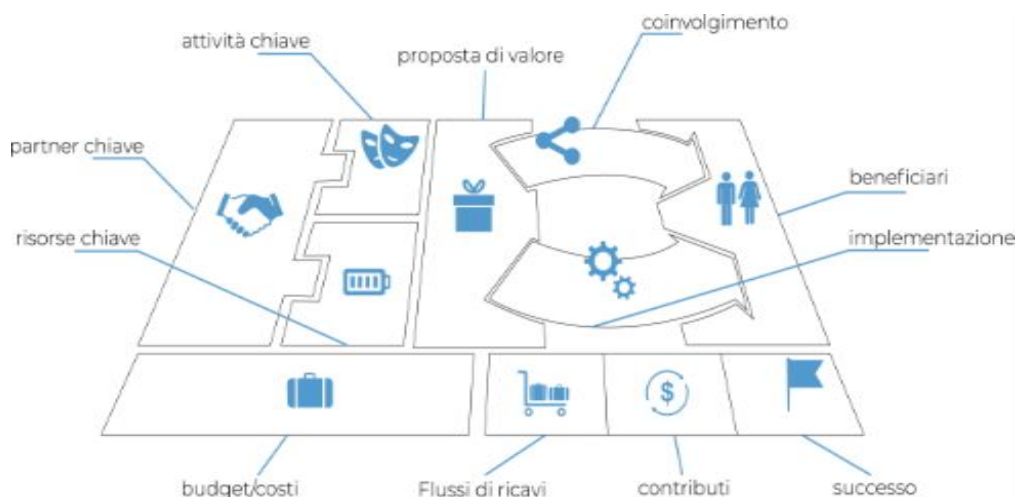 coinvolgimento
attività chiave
proposta di valore
partner chiave
beneficiari
risorse chiave
implementazione
$
budget/costi
Flussi di ricavi
contributi
successo